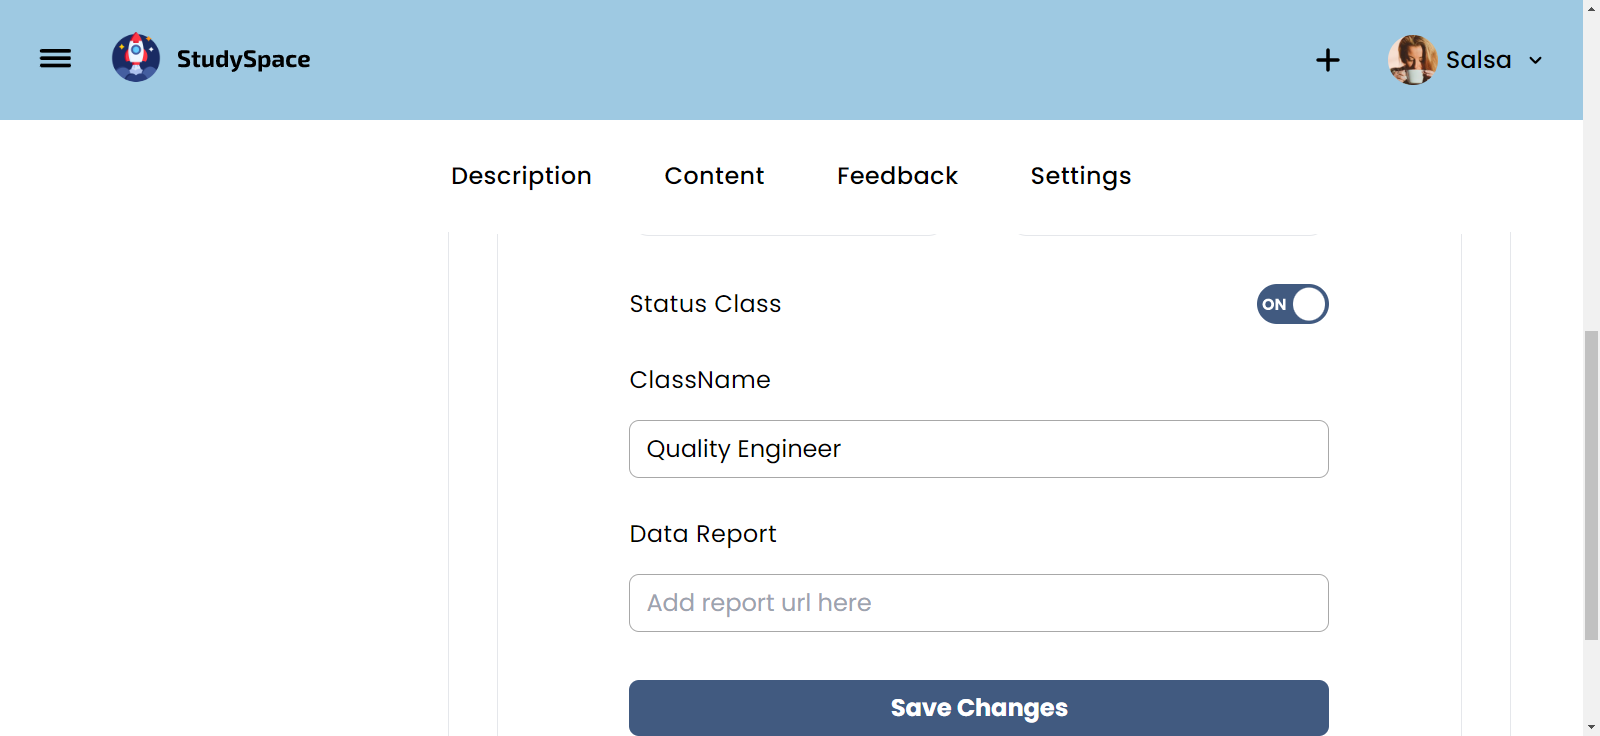 StudySpace
Salsa
Description Content Feedback Settings
Status Class
ON
ClassName
Quality Engineer
Data Report
Add report url here
Save Changes